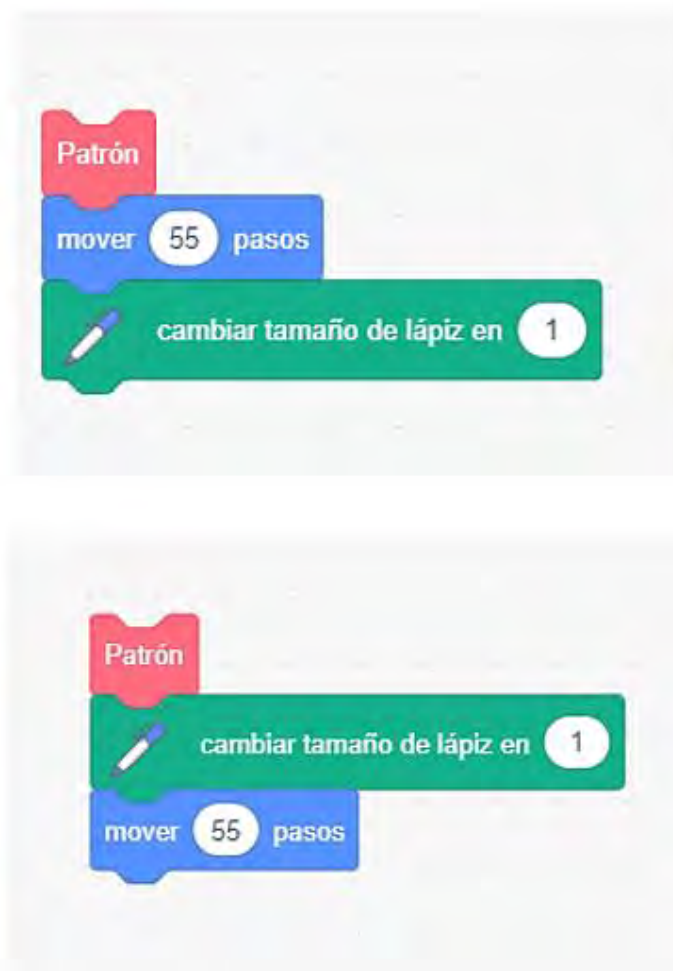 Patrón
mover 55 pasos
cambiar tamaño de lápiz en 1
Patrón
cambiar tamaño de lápiz en 1
mover 55 pasos